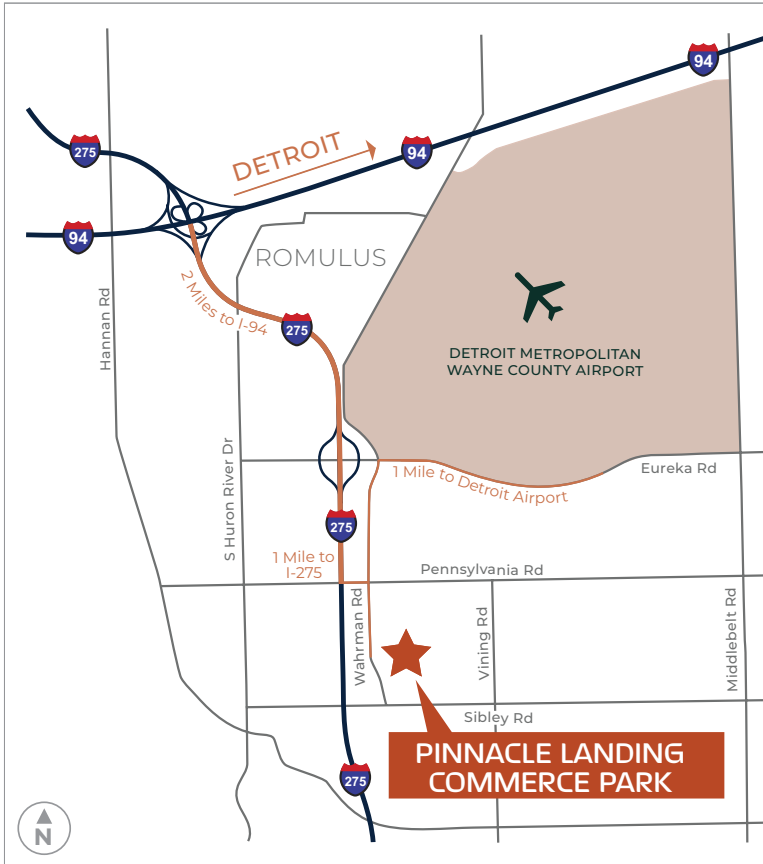 94
275
DETROIT
94
94
ROMULUS
2 Miles to I-94
275
Hannan Rd
DETROIT METROPOLITAN
WAYNE COUNTY AIRPORT
S Huron River Dr
1 Mile to Detroit Airport
Eureka Rd
275
1 Mile to
I-275
Pennsylvania Rd
Wahrman Rd
Vining Rd
Middlebelt Rd
Sibley Rd
PINNACLE LANDING
COMMERCE PARK
275
N